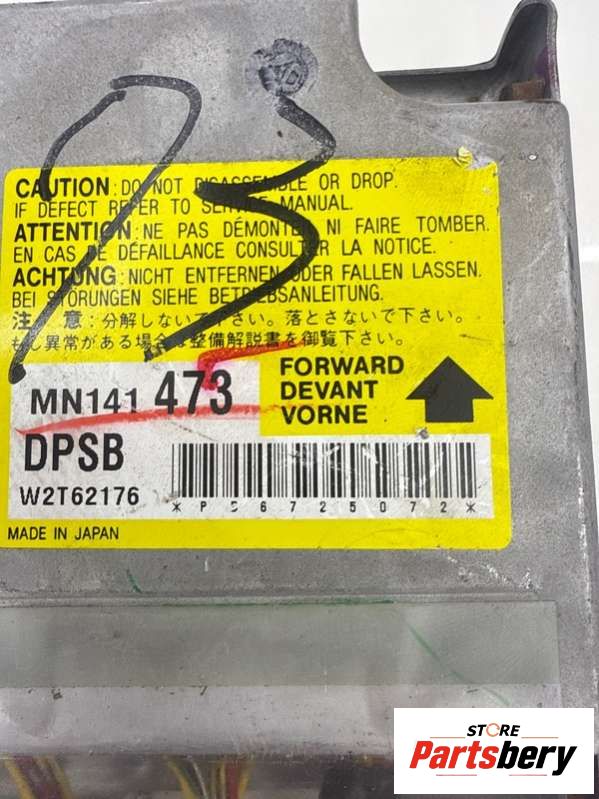 23
CAUTION: DO NOT DISASSEMBLE OR DROP.
IF DEFECT REFER TO SERVICE MANUAL.
ATTENTION: NE PAS DÉMONTER NI FAIRE TOMBER.
EN CAS DE DÉFAILLANCE CONSULTER LA NOTICE.
ACHTUNG: NICHT ENTFERNEN ODER FALLEN LASSEN.
BEI STÖRUNGEN SIEHE BETRIEBSANLEITUNG.
注 意:分解しないで下さい。落とさないで下さい。
もし異常がある場合は整備解説書を御覧下さい。
MN141 473
FORWARD
DEVANT
VORNE
DPSB
W2T62176
MADE IN JAPAN
STORE
Partsbery